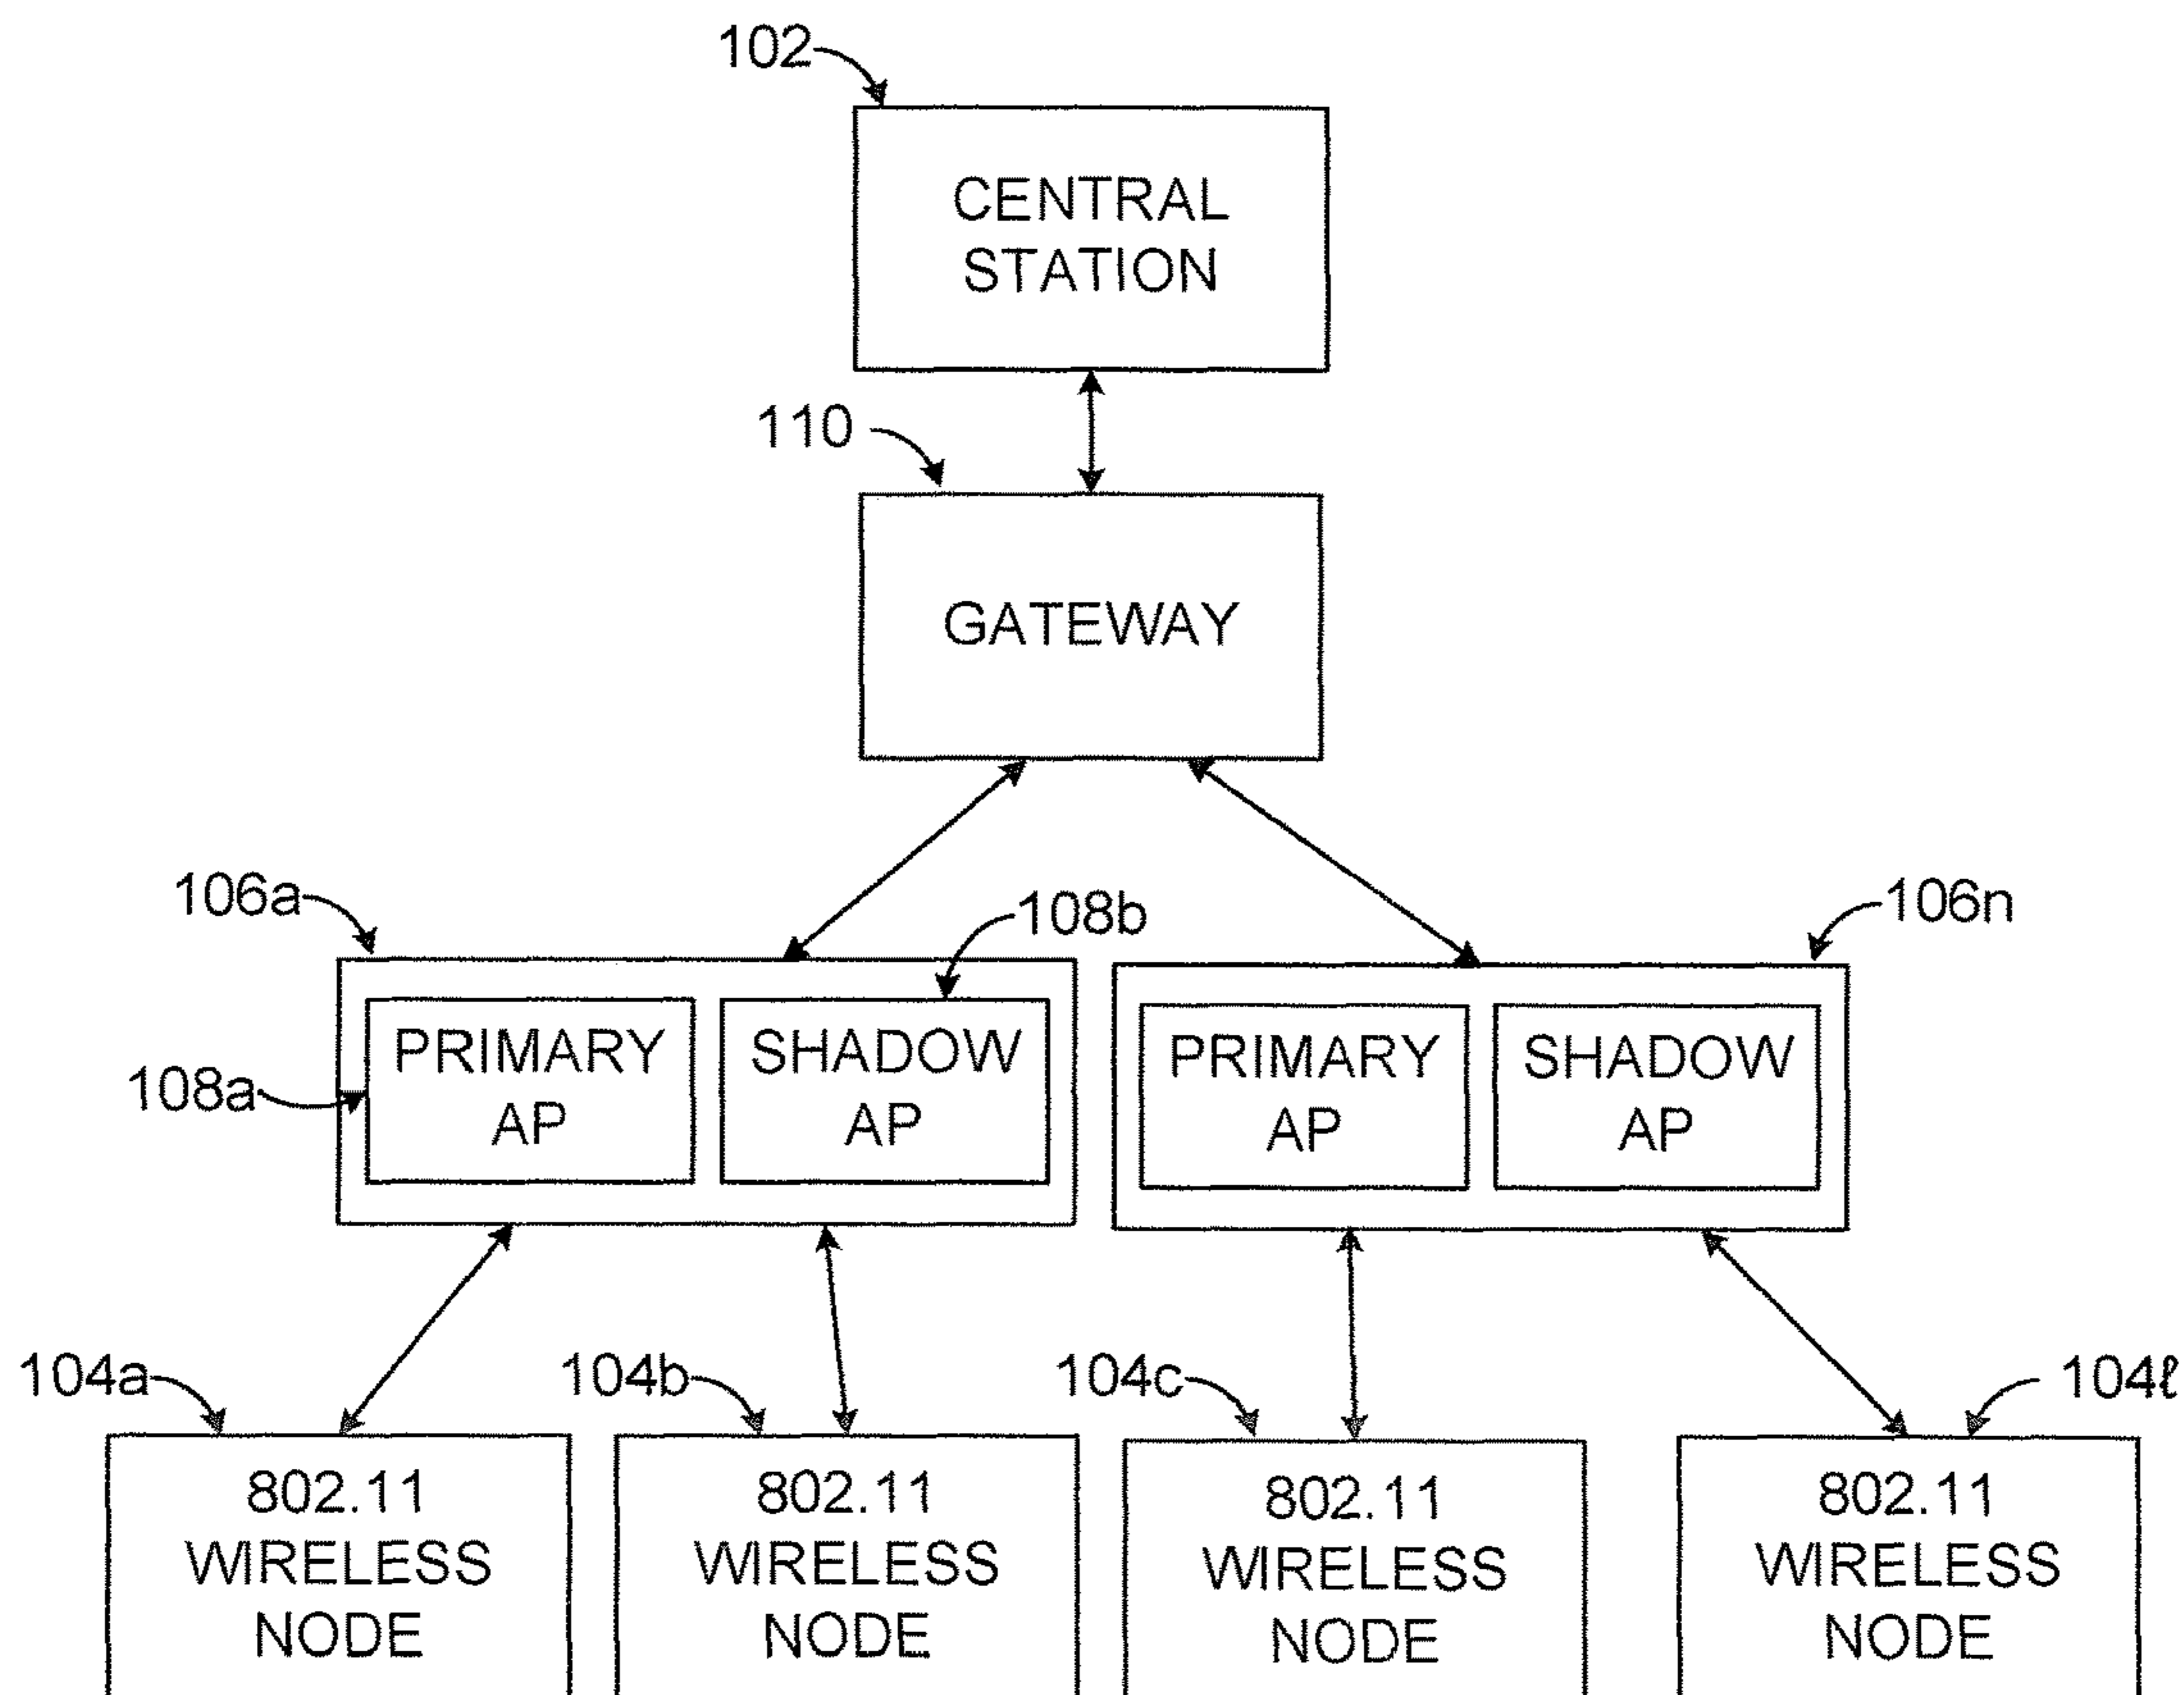 102
CENTRAL
STATION
110
GATEWAY
106a
108b
106n
108a
PRIMARY
AP
SHADOW
AP
PRIMARY
AP
SHADOW
AP
104a
104b
104c
104ℓ
802.11
WIRELESS
NODE
802.11
WIRELESS
NODE
802.11
WIRELESS
NODE
802.11
WIRELESS
NODE